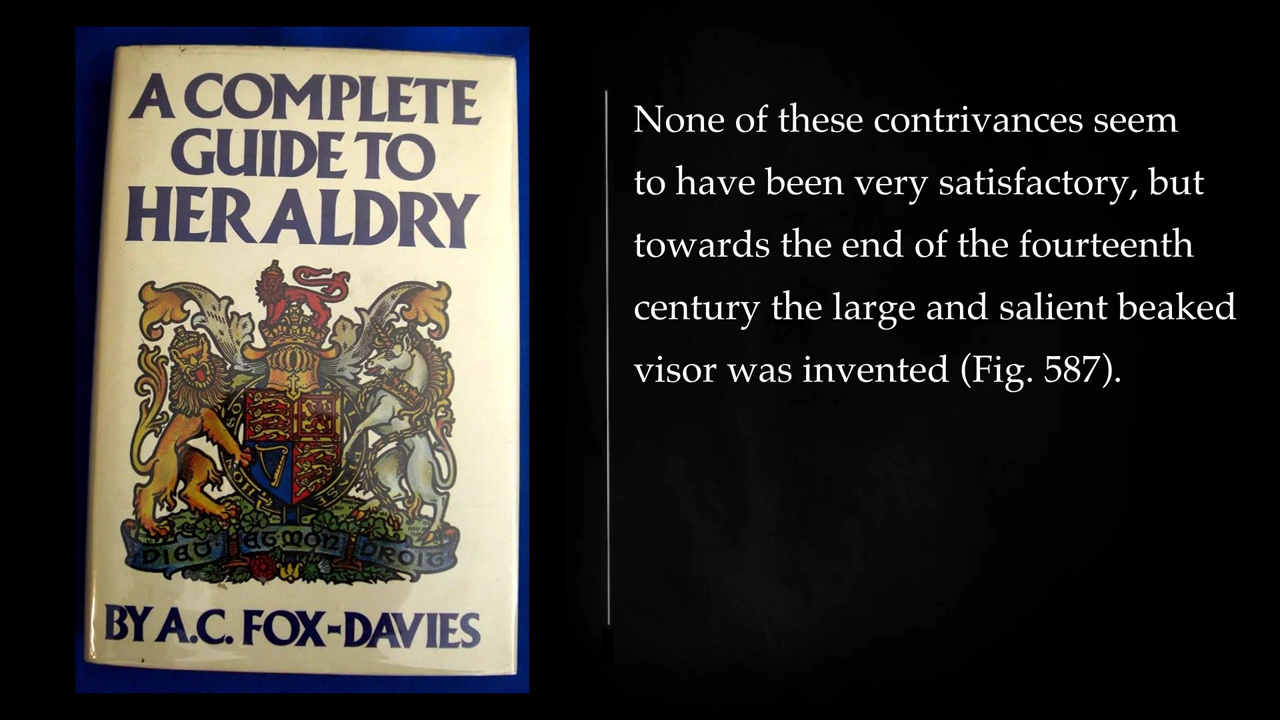 A COMPLETE
GUIDE TO
HERALDRY
DIEU ET MON DROIT
BY A.C. FOX-DAVIES
None of these contrivances seem
to have been very satisfactory, but
towards the end of the fourteenth
century the large and salient beaked
visor was invented (Fig. 587).